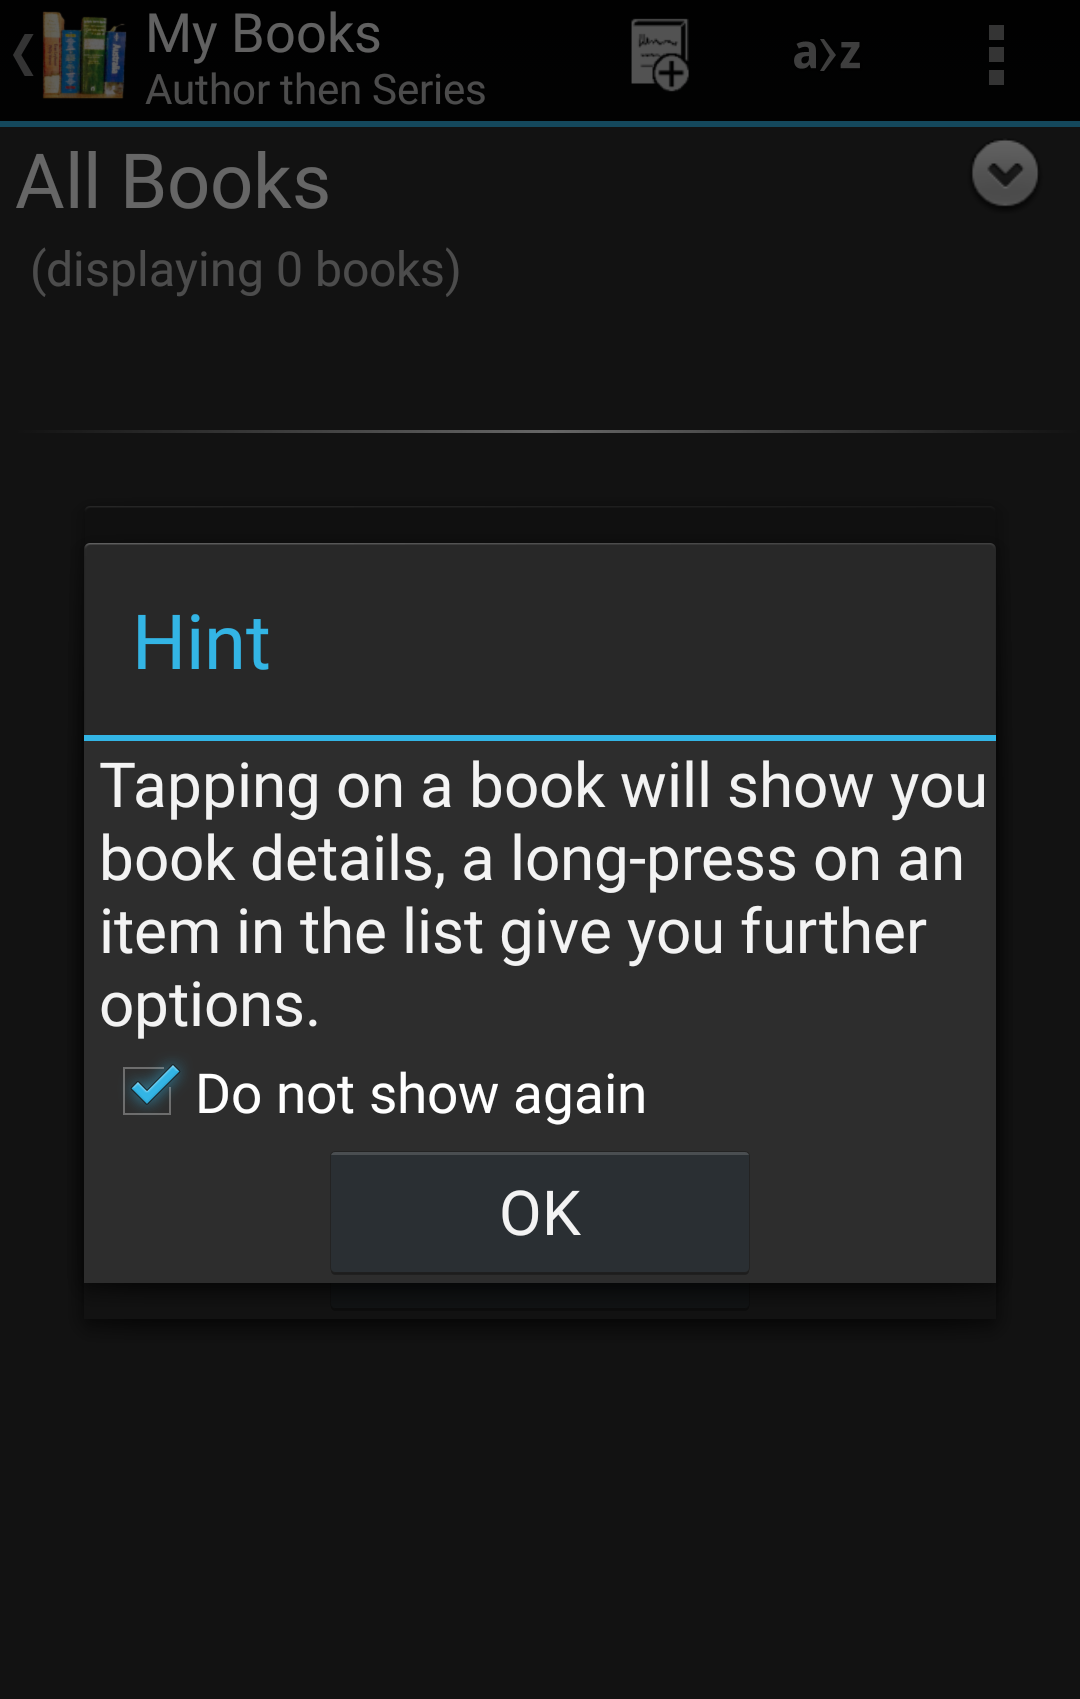 My Books
Author then Series
a›z
All Books
(displaying 0 books)
Hint
Tapping on a book will show you
book details, a long-press on an
item in the list give you further
options.
Do not show again
OK